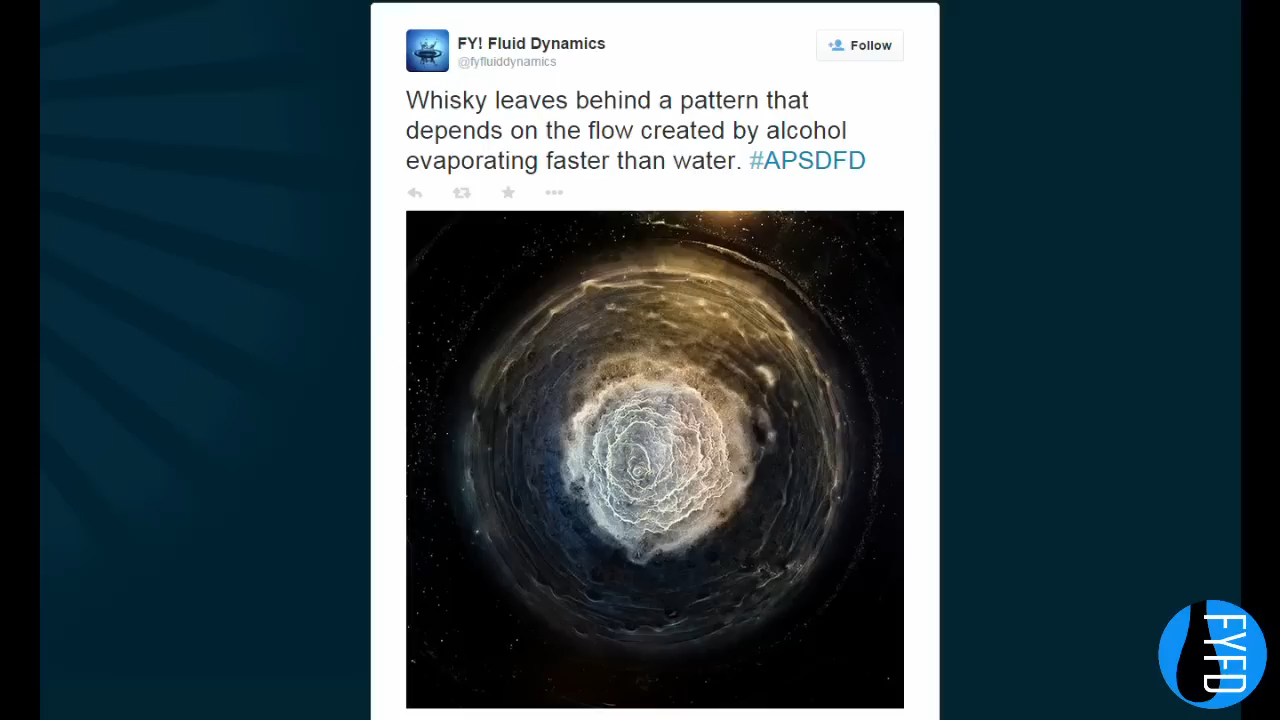 FY! Fluid Dynamics
@fyfluiddynamics
Follow
Whisky leaves behind a pattern that
depends on the flow created by alcohol
evaporating faster than water. #APSDFD
FYFD